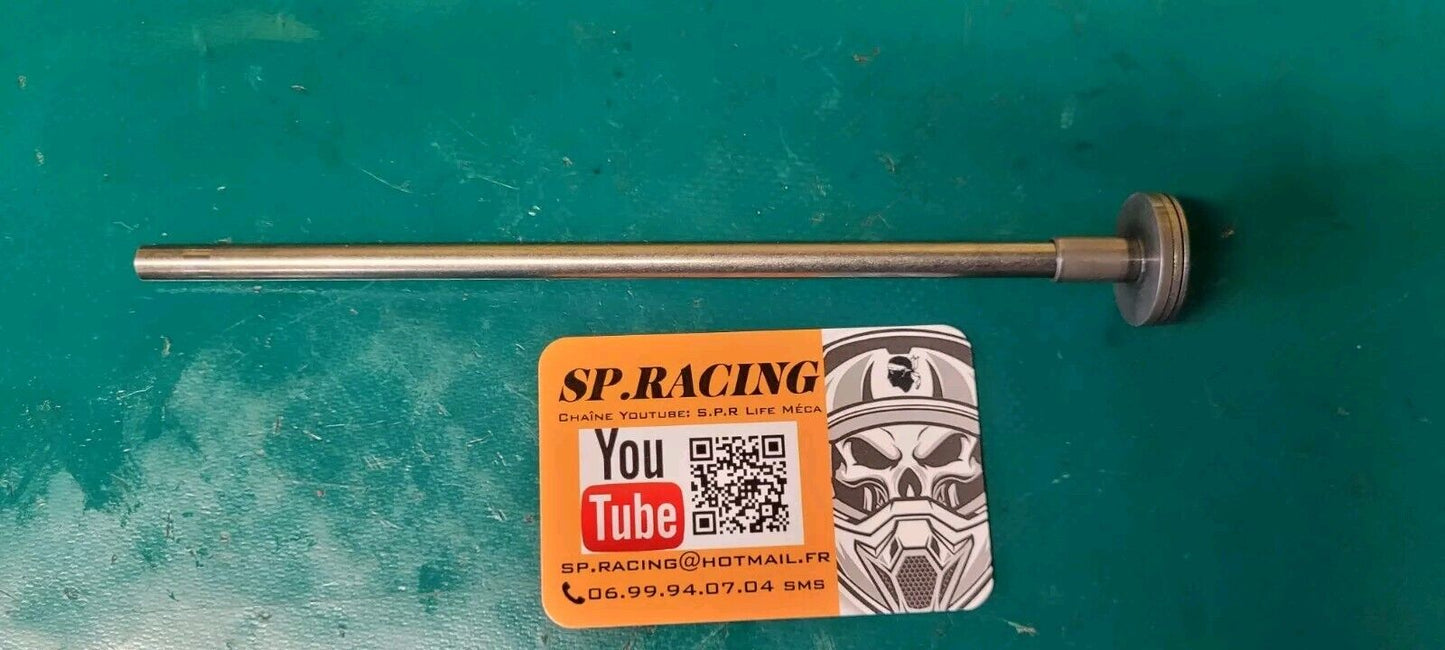 SP.RACING
Chaîne Youtube: S.P.R Life Méca
You
Tube
sp.racing@hotmail.fr
06.99.94.07.04 sms